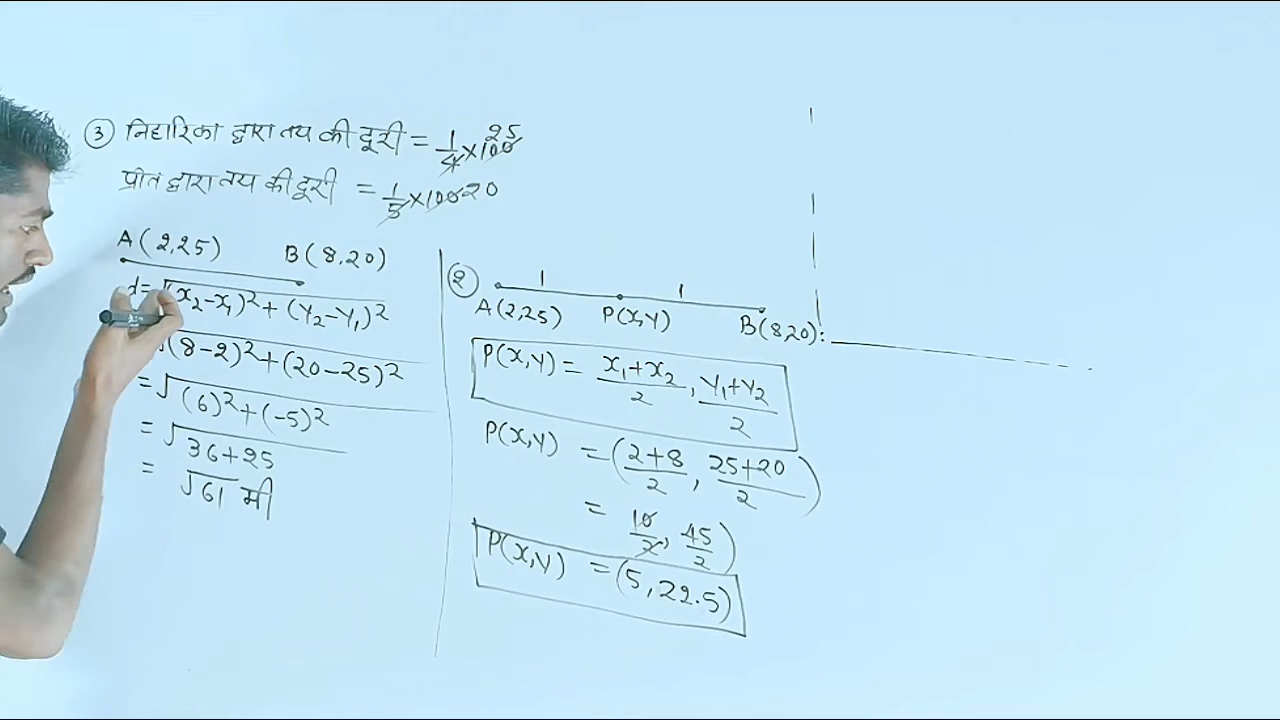 ③ निहारिका द्वारा तय की दूरी = 1/4 × 100 25
प्रीत द्वारा तय की दूरी = 1/5 × 100 20
A(2,25) B(8,20)
d = √(x₂-x₁)² + (y₂-y₁)²
√(8-2)² + (20-25)²
= √(6)² + (-5)²
= √36+25
= √61 मी
② 1 1
A(2,25) P(x,y) B(8,20):
P(x,y) = x₁+x₂/2, y₁+y₂/2
P(x,y) = (2+8/2, 25+20/2)
= 10/2, 45/2)
P(x,y) = (5, 22.5)